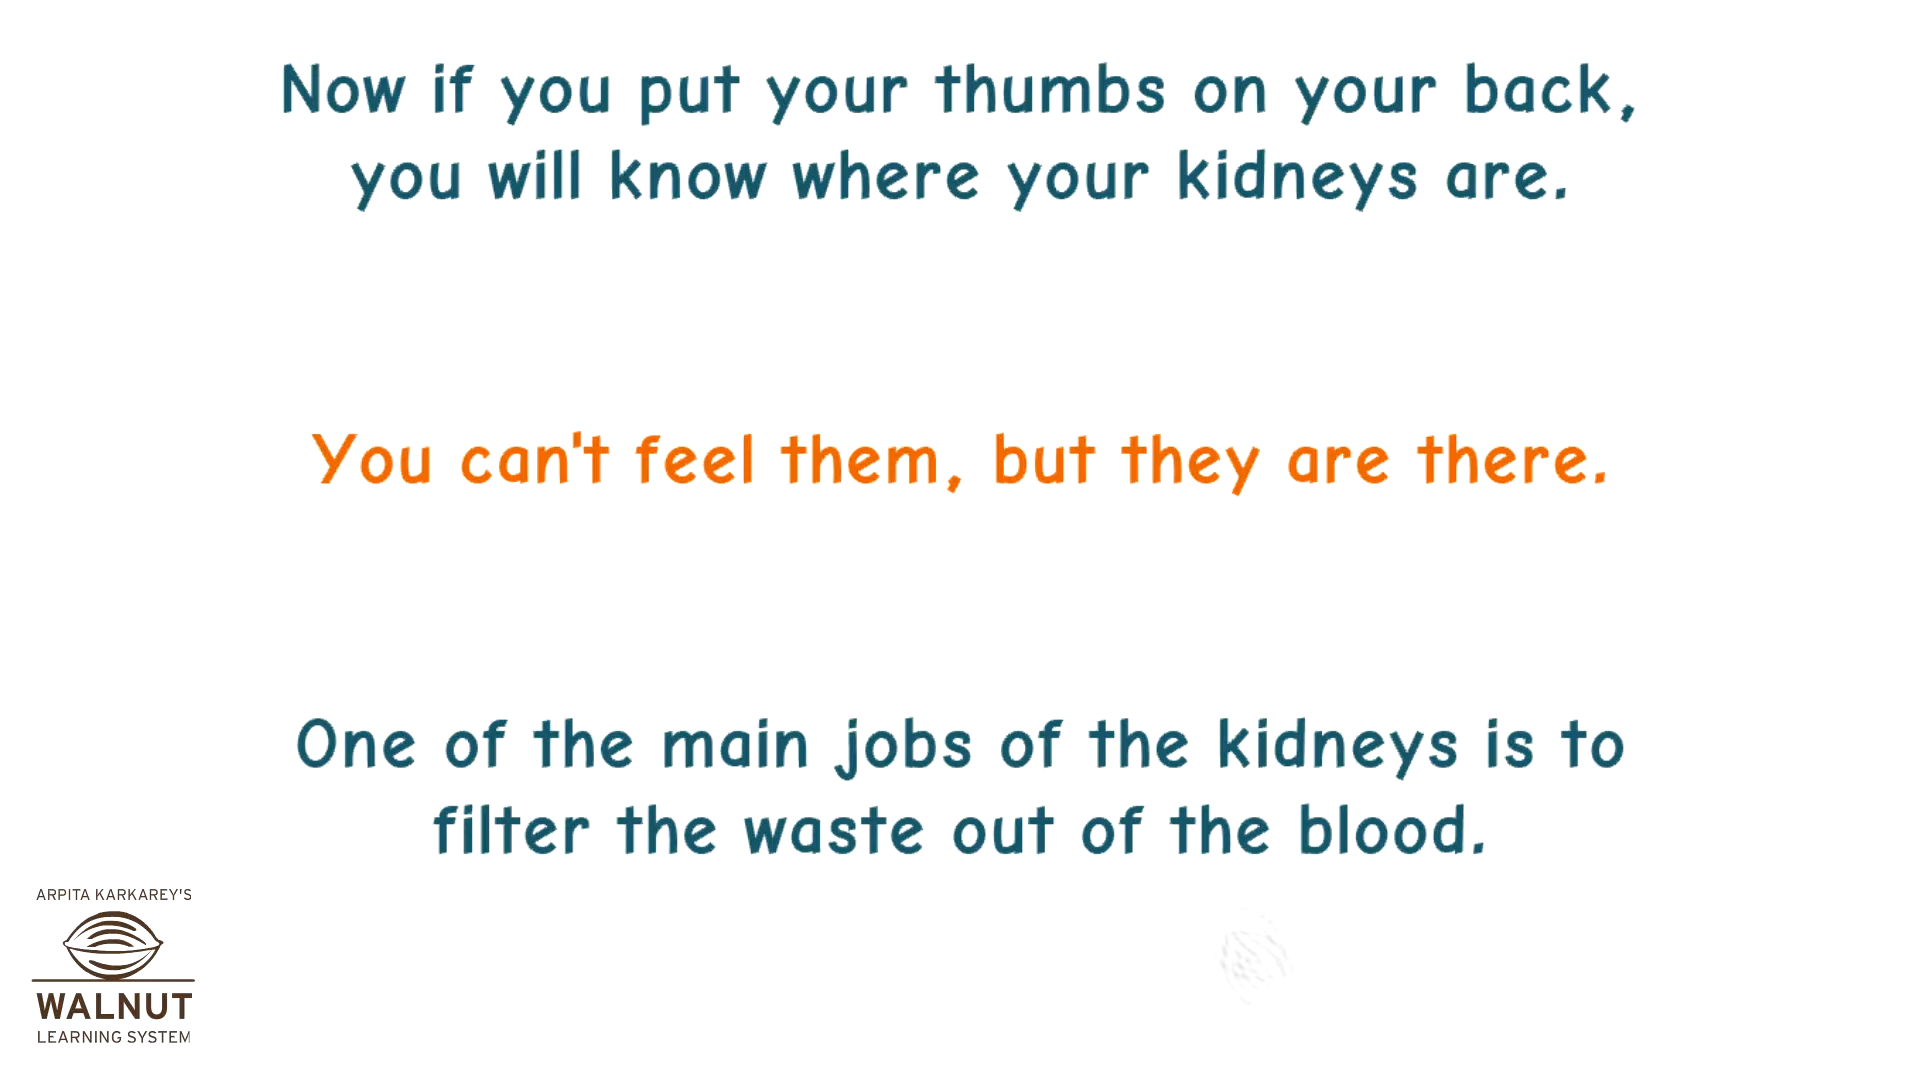 Now if you put your thumbs on your back,
you will know where your kidneys are.
You can't feel them, but they are there.
One of the main jobs of the kidneys is to
filter the waste out of the blood.
ARPITA KARKAREY'S
WALNUT
LEARNING SYSTEM